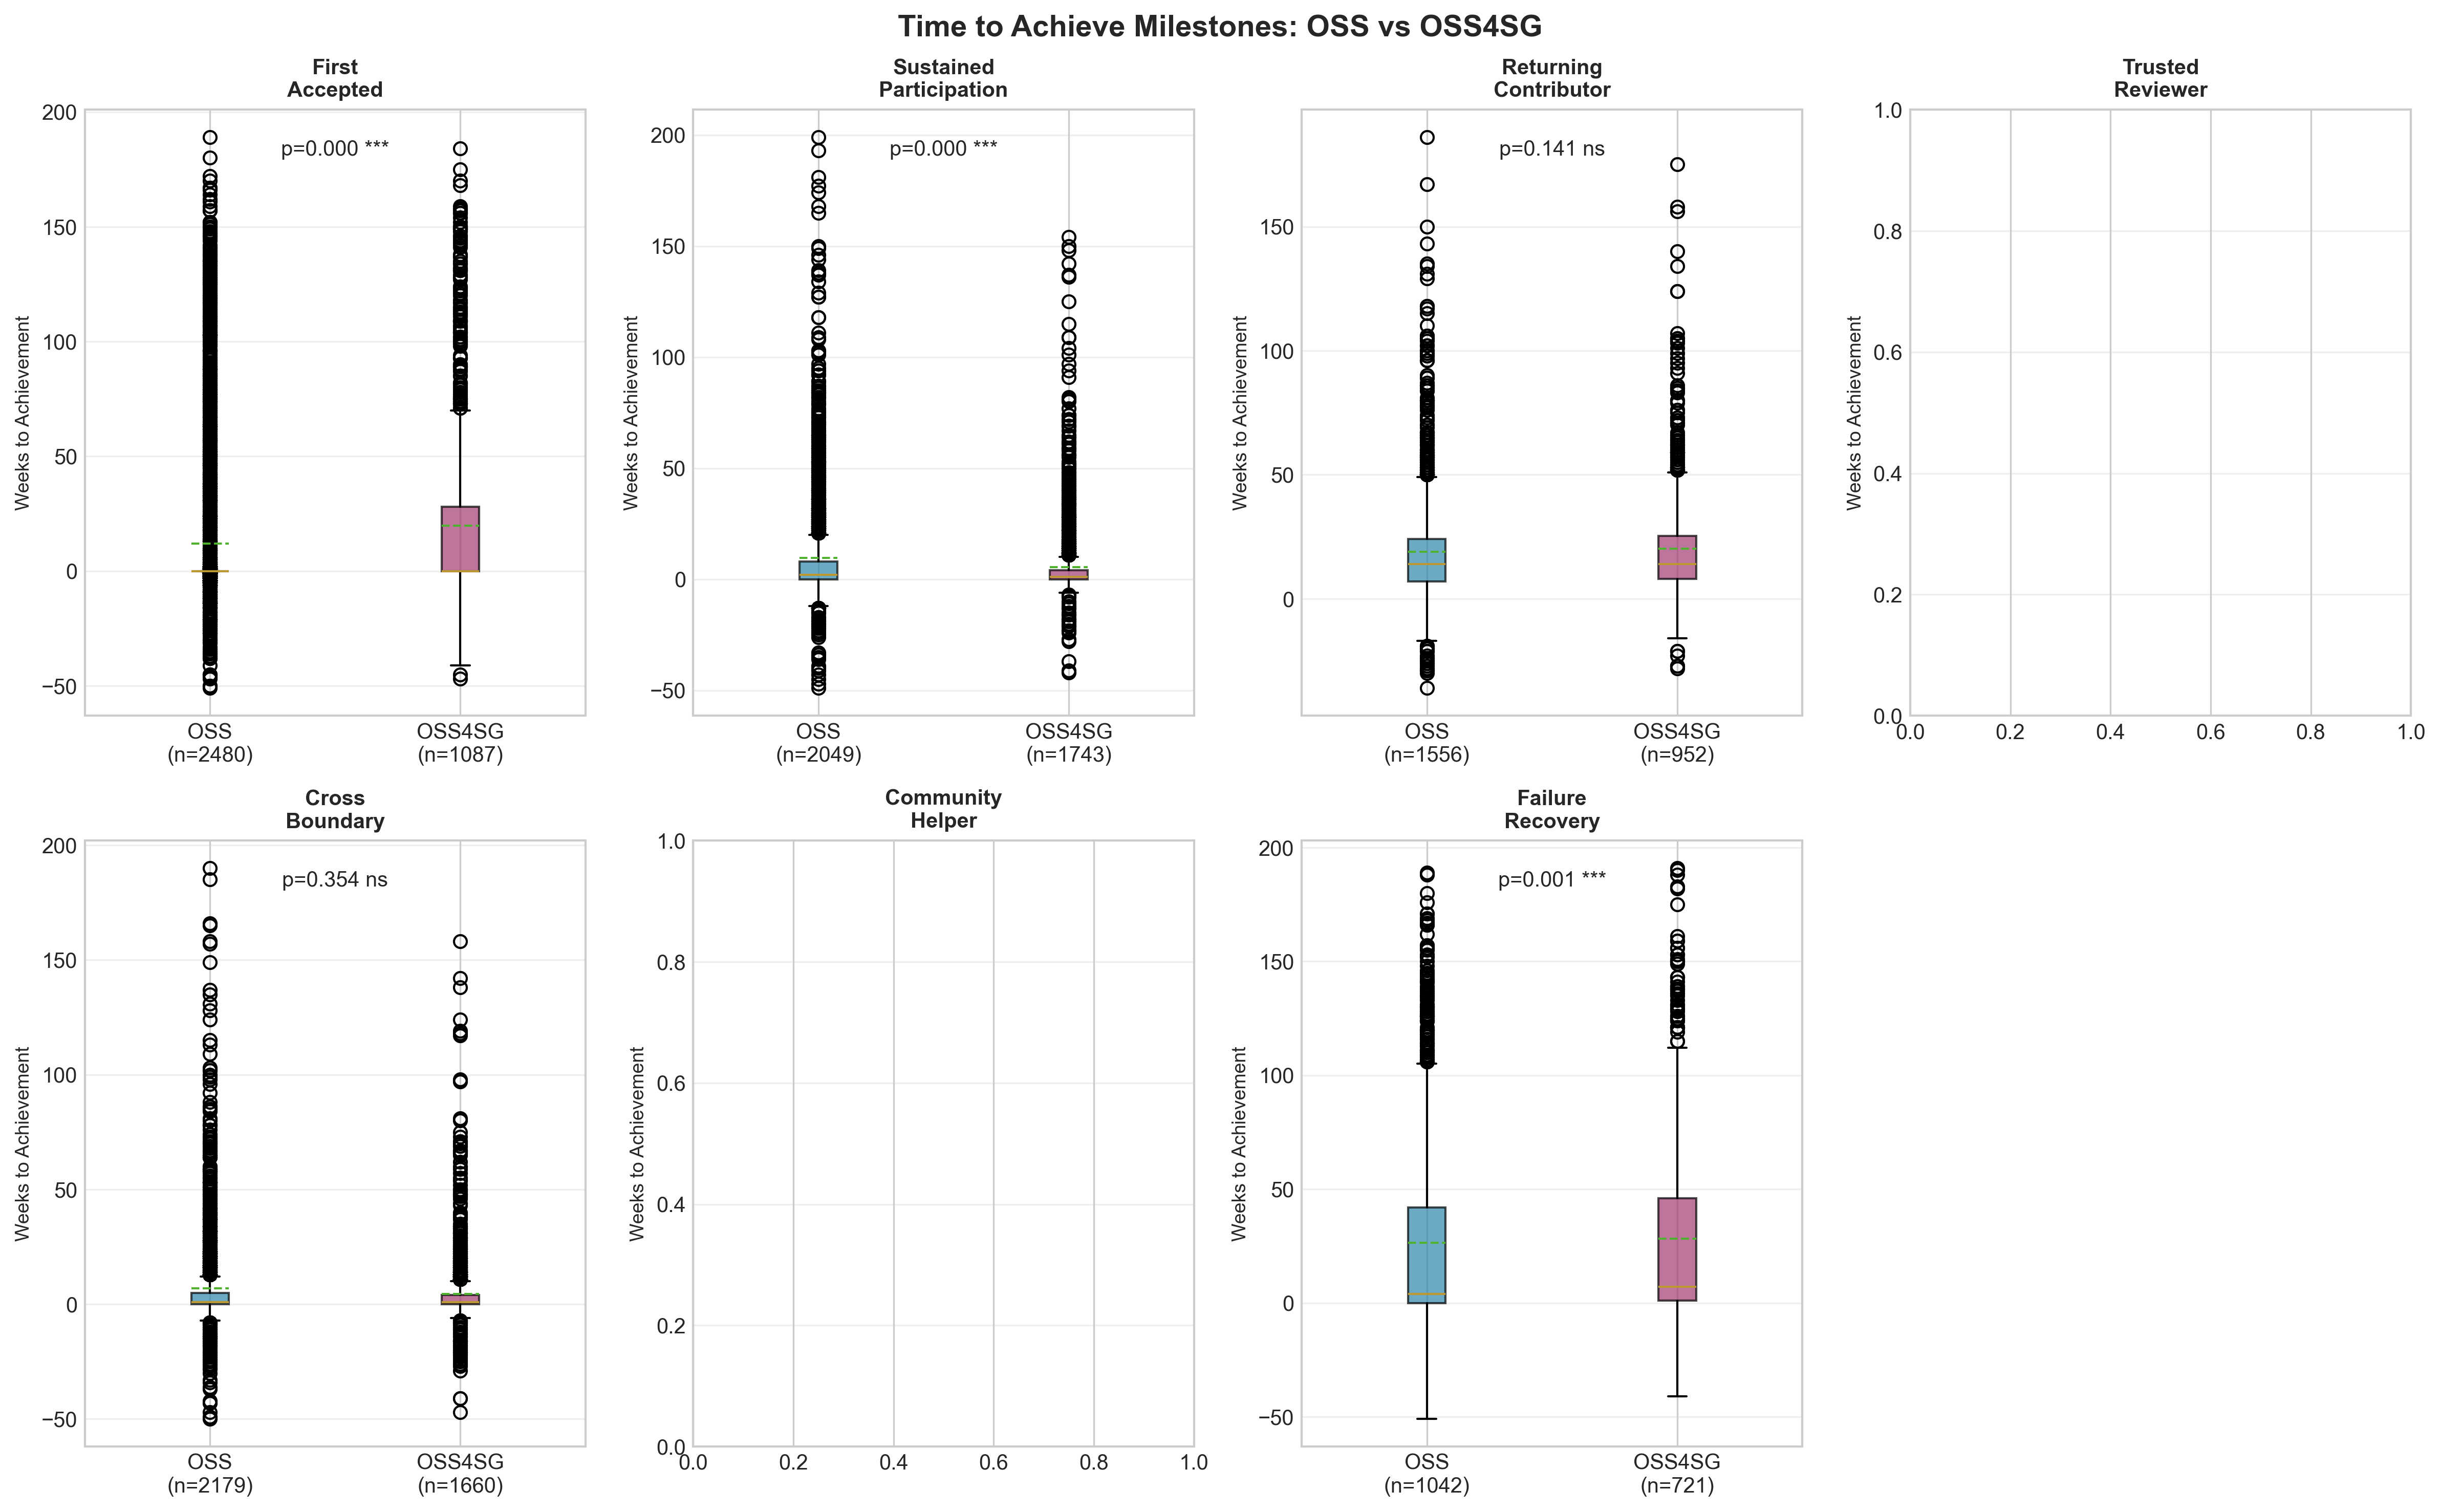 Time to Achieve Milestones: OSS vs OSS4SG
First
Accepted
Weeks to Achievement
200
150
100
50
0
−50
p=0.000 ***
OSS
(n=2480)
OSS4SG
(n=1087)
Sustained
Participation
Weeks to Achievement
200
150
100
50
0
−50
p=0.000 ***
OSS
(n=2049)
OSS4SG
(n=1743)
Returning
Contributor
Weeks to Achievement
150
100
50
0
p=0.141 ns
OSS
(n=1556)
OSS4SG
(n=952)
Trusted
Reviewer
Weeks to Achievement
1.0
0.8
0.6
0.4
0.2
0.0
0.0 0.2 0.4 0.6 0.8 1.0
Cross
Boundary
Weeks to Achievement
200
150
100
50
0
−50
p=0.354 ns
OSS
(n=2179)
OSS4SG
(n=1660)
Community
Helper
Weeks to Achievement
1.0
0.8
0.6
0.4
0.2
0.0
0.0 0.2 0.4 0.6 0.8 1.0
Failure
Recovery
Weeks to Achievement
200
150
100
50
0
−50
p=0.001 ***
OSS
(n=1042)
OSS4SG
(n=721)